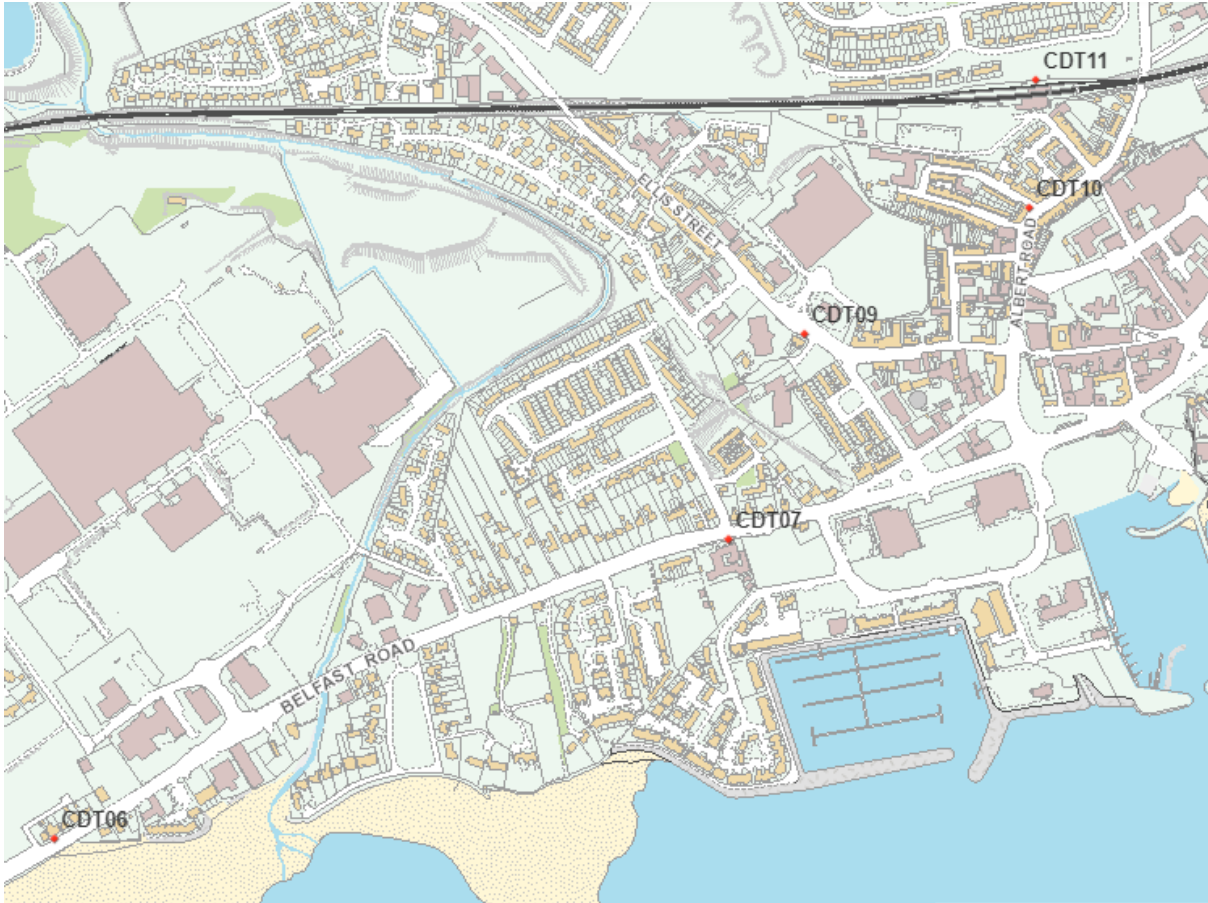 CDT11
CDT10
ELLIS STREET
ALBERT ROAD
CDT09
CDT07
BELFAST ROAD
CDT06